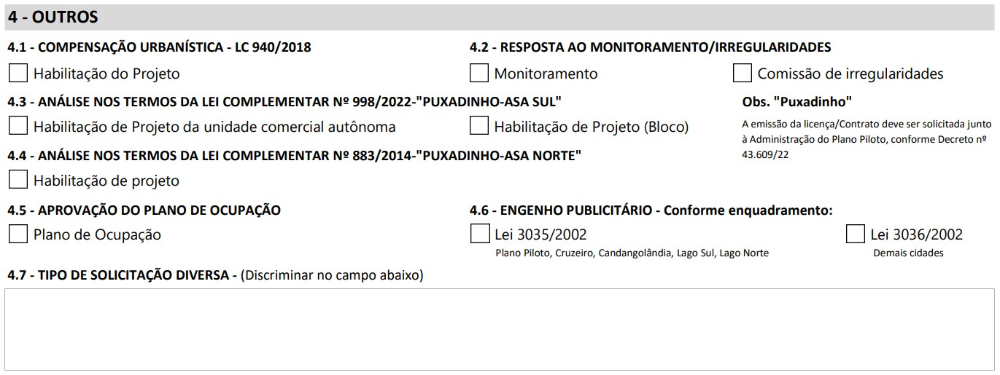 4 - OUTROS
4.1 - COMPENSAÇÃO URBANÍSTICA - LC 940/2018
Habilitação do Projeto
4.2 - RESPOSTA AO MONITORAMENTO/IRREGULARIDADES
Monitoramento
Comissão de irregularidades
4.3 - ANÁLISE NOS TERMOS DA LEI COMPLEMENTAR Nº 998/2022-"PUXADINHO-ASA SUL"
Habilitação de Projeto da unidade comercial autônoma
Habilitação de Projeto (Bloco)
Obs. "Puxadinho"
A emissão da licença/Contrato deve ser solicitada junto
à Administração do Plano Piloto, conforme Decreto nº
43.609/22
4.4 - ANÁLISE NOS TERMOS DA LEI COMPLEMENTAR Nº 883/2014-"PUXADINHO-ASA NORTE"
Habilitação de projeto
4.5 - APROVAÇÃO DO PLANO DE OCUPAÇÃO
Plano de Ocupação
4.6 - ENGENHO PUBLICITÁRIO - Conforme enquadramento:
Lei 3035/2002
Plano Piloto, Cruzeiro, Candangolândia, Lago Sul, Lago Norte
Lei 3036/2002
Demais cidades
4.7 - TIPO DE SOLICITAÇÃO DIVERSA - (Discriminar no campo abaixo)